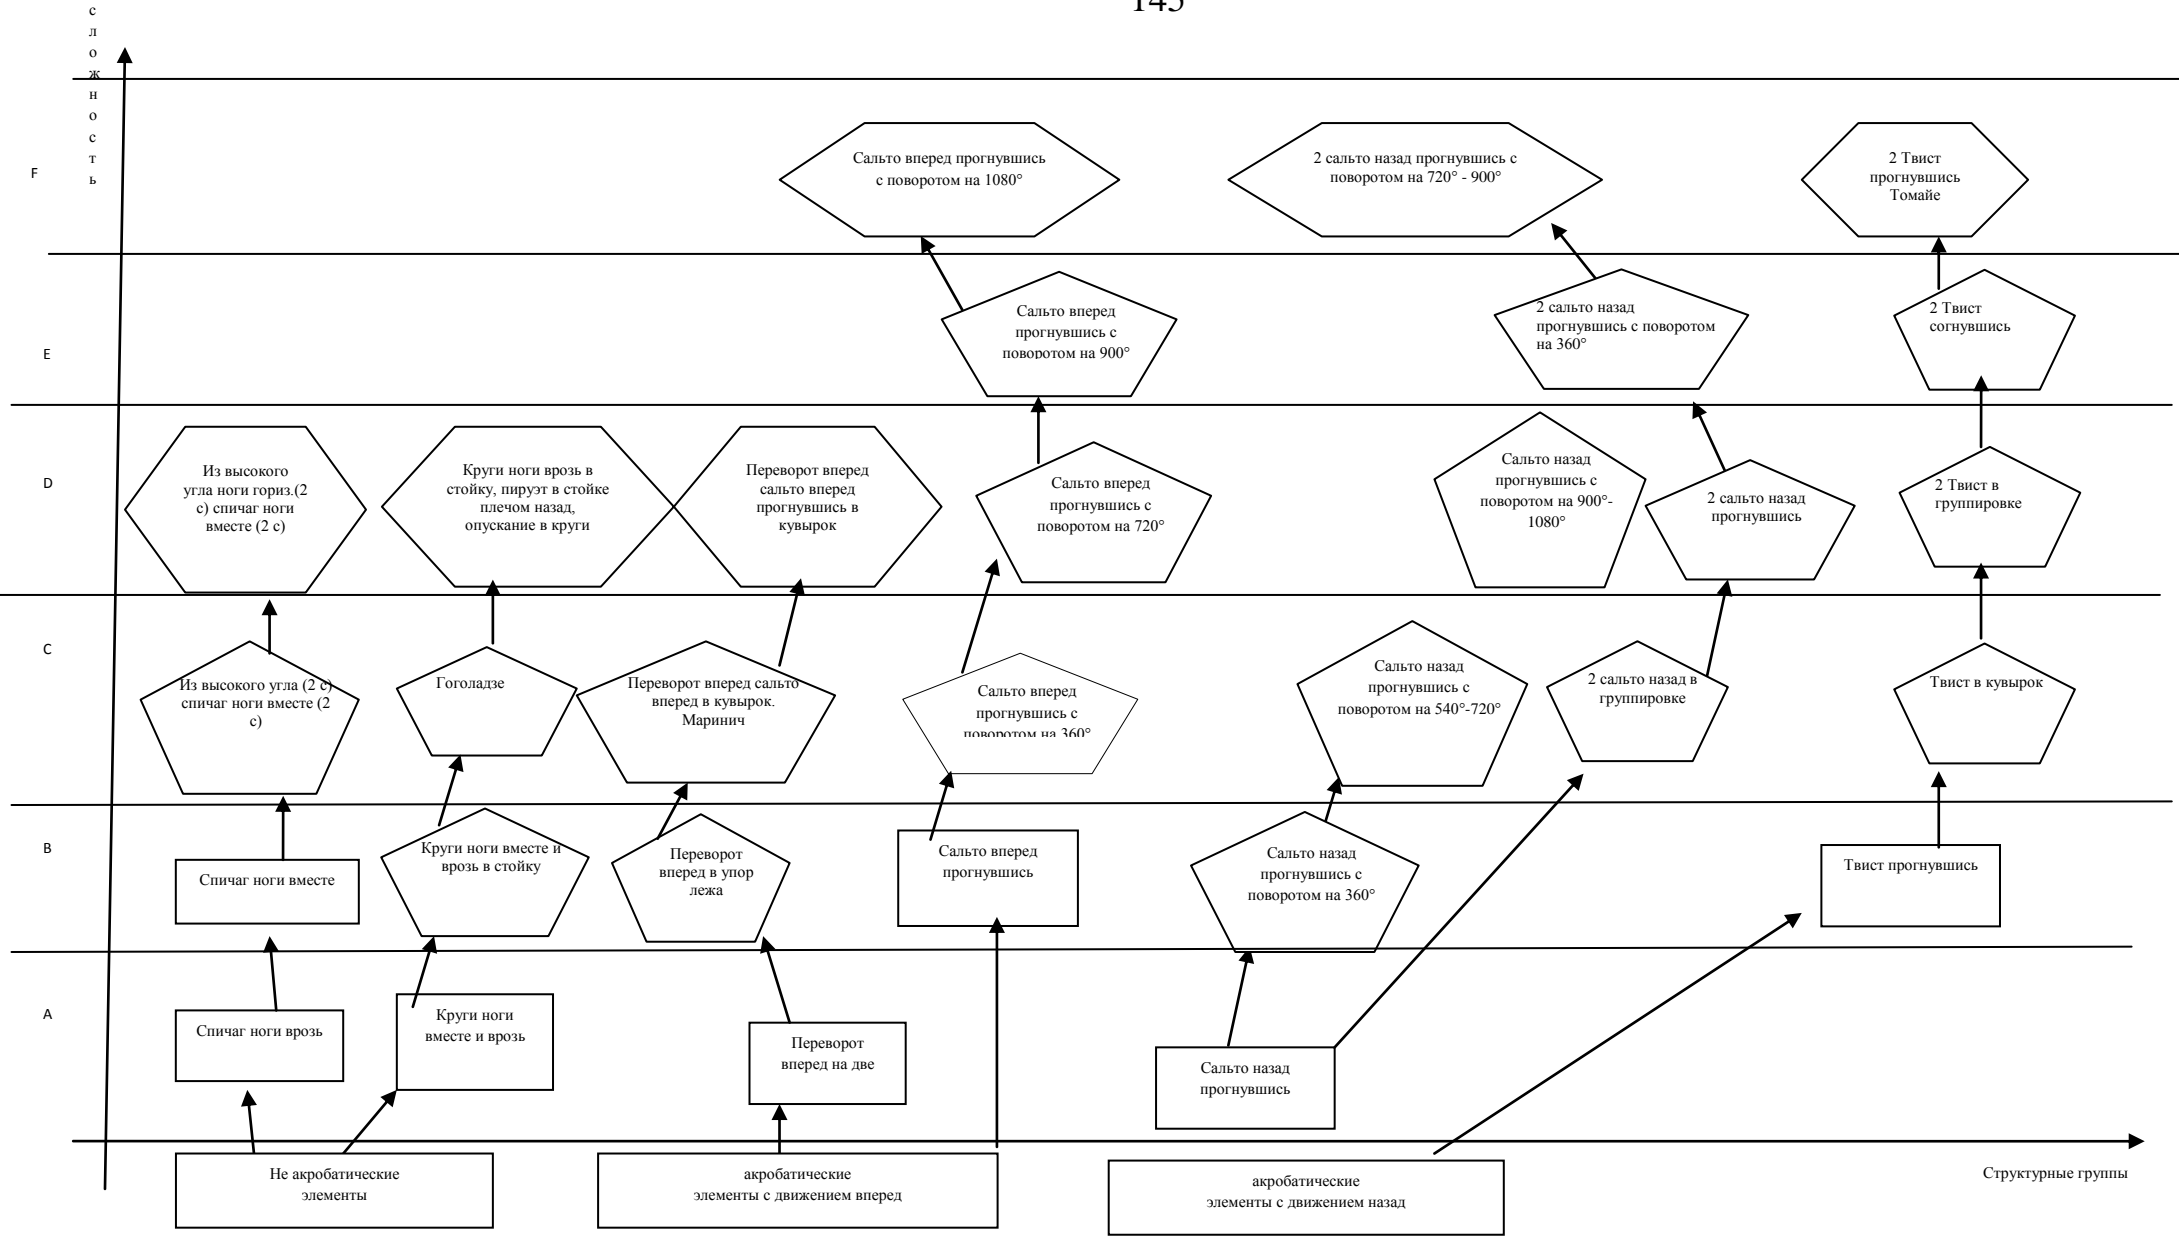 145
с
л
о
ж
н
о
с
т
ь
F
Сальто вперед прогнувшись
с поворотом на 1080°
2 сальто назад прогнувшись с
поворотом на 720° - 900°
2 Твист
прогнувшись
Томайе
E
Сальто вперед
прогнувшись с
поворотом на 900°
2 сальто назад
прогнувшись с поворотом
на 360°
2 Твист
согнувшись
D
Из высокого
угла ноги гориз.(2
с) спичаг ноги
вместе (2 с)
Круги ноги врозь в
стойку, пируэт в стойке
плечом назад,
опускание в круги
Переворот вперед
сальто вперед
прогнувшись в
кувырок
Сальто вперед
прогнувшись с
поворотом на 720°
Сальто назад
прогнувшись с
поворотом на 900°-
1080°
2 сальто назад
прогнувшись
2 Твист в
группировке
C
Из высокого угла (2 с)
спичаг ноги вместе (2
с)
Гоголадзе
Переворот вперед сальто
вперед в кувырок.
Маринич
Сальто вперед
прогнувшись с
поворотом на 360°
Сальто назад
прогнувшись с
поворотом на 540°-720°
2 сальто назад в
группировке
Твист в кувырок
B
Спичаг ноги вместе
Круги ноги вместе и
врозь в стойку
Переворот
вперед в упор
лежа
Сальто вперед
прогнувшись
Сальто назад
прогнувшись с
поворотом на 360°
Твист прогнувшись
A
Спичаг ноги врозь
Круги ноги
вместе и врозь
Переворот
вперед на две
Сальто назад
прогнувшись
Не акробатические
элементы
акробатические
элементы с движением вперед
акробатические
элементы с движением назад
Структурные группы